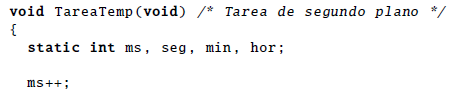 void TareaTemp(void) /* Tarea de segundo plano */
{
static int ms, seg, min, hor;
ms++;